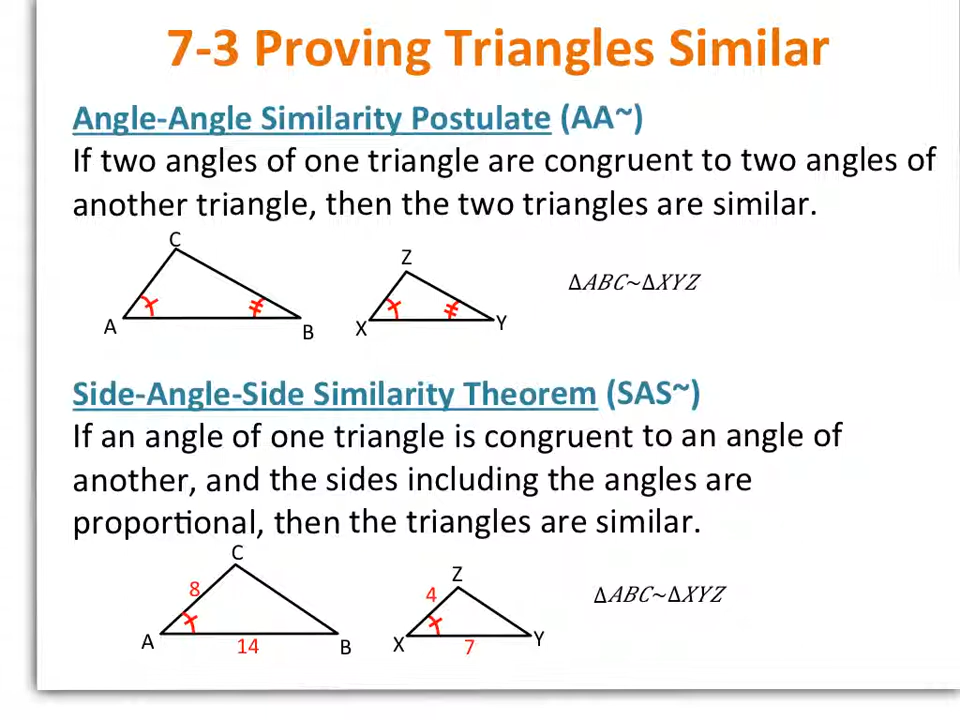 7-3 Proving Triangles Similar
Angle-Angle Similarity Postulate (AA~)
If two angles of one triangle are congruent to two angles of
another triangle, then the two triangles are similar.
C
Z
ΔABC~ΔXYZ
A
B
X
Y
Side-Angle-Side Similarity Theorem (SAS~)
If an angle of one triangle is congruent to an angle of
another, and the sides including the angles are
proportional, then the triangles are similar.
C
Z
8
4
ΔABC~ΔXYZ
A
14
B
X
7
Y